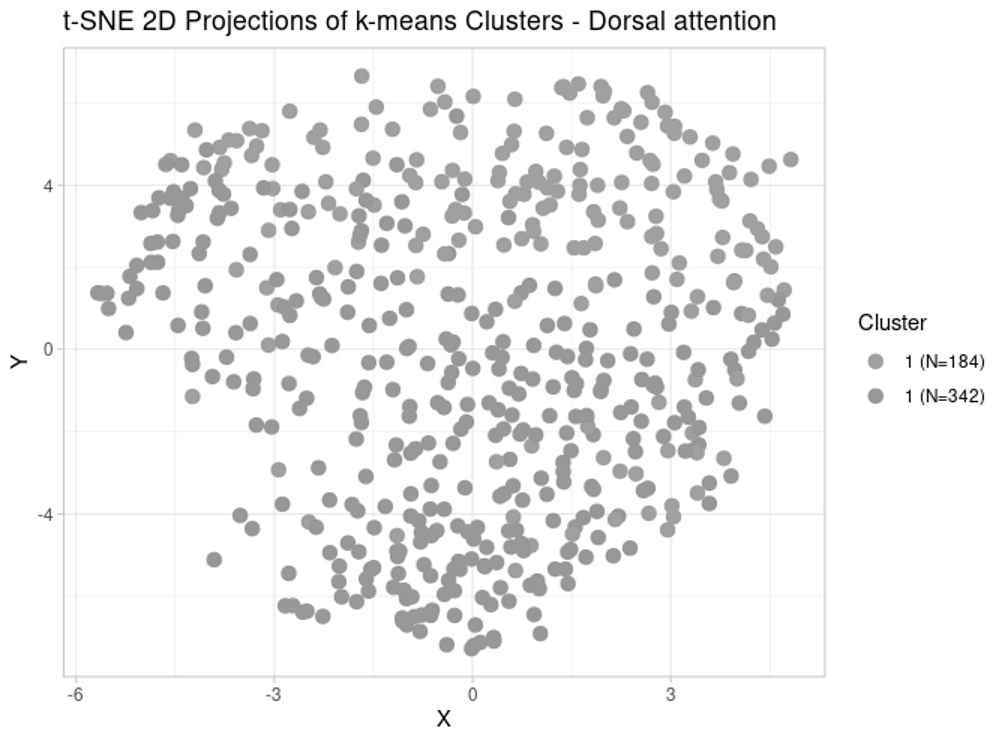 t-SNE 2D Projections of k-means Clusters - Dorsal attention
Y
4
0
-4
-6
-3
0
3
X
Cluster
1 (N=184)
1 (N=342)